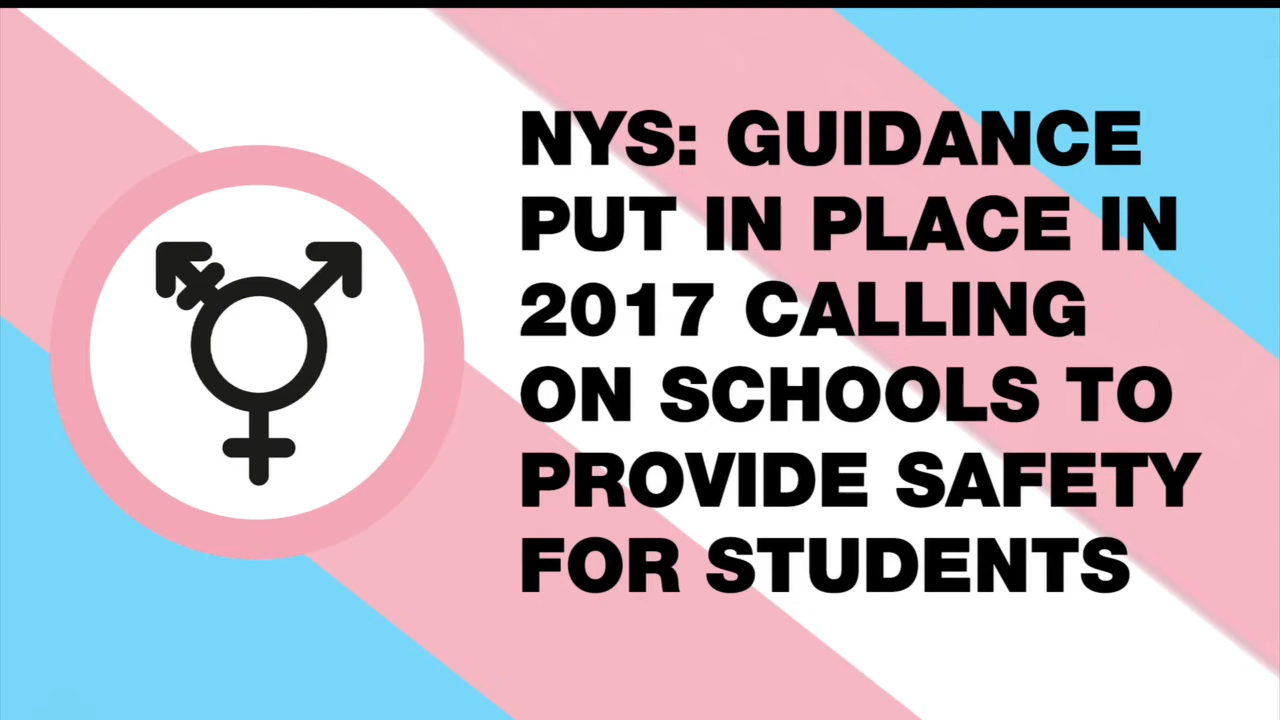 NYS: GUIDANCE
PUT IN PLACE IN
2017 CALLING
ON SCHOOLS TO
PROVIDE SAFETY
FOR STUDENTS